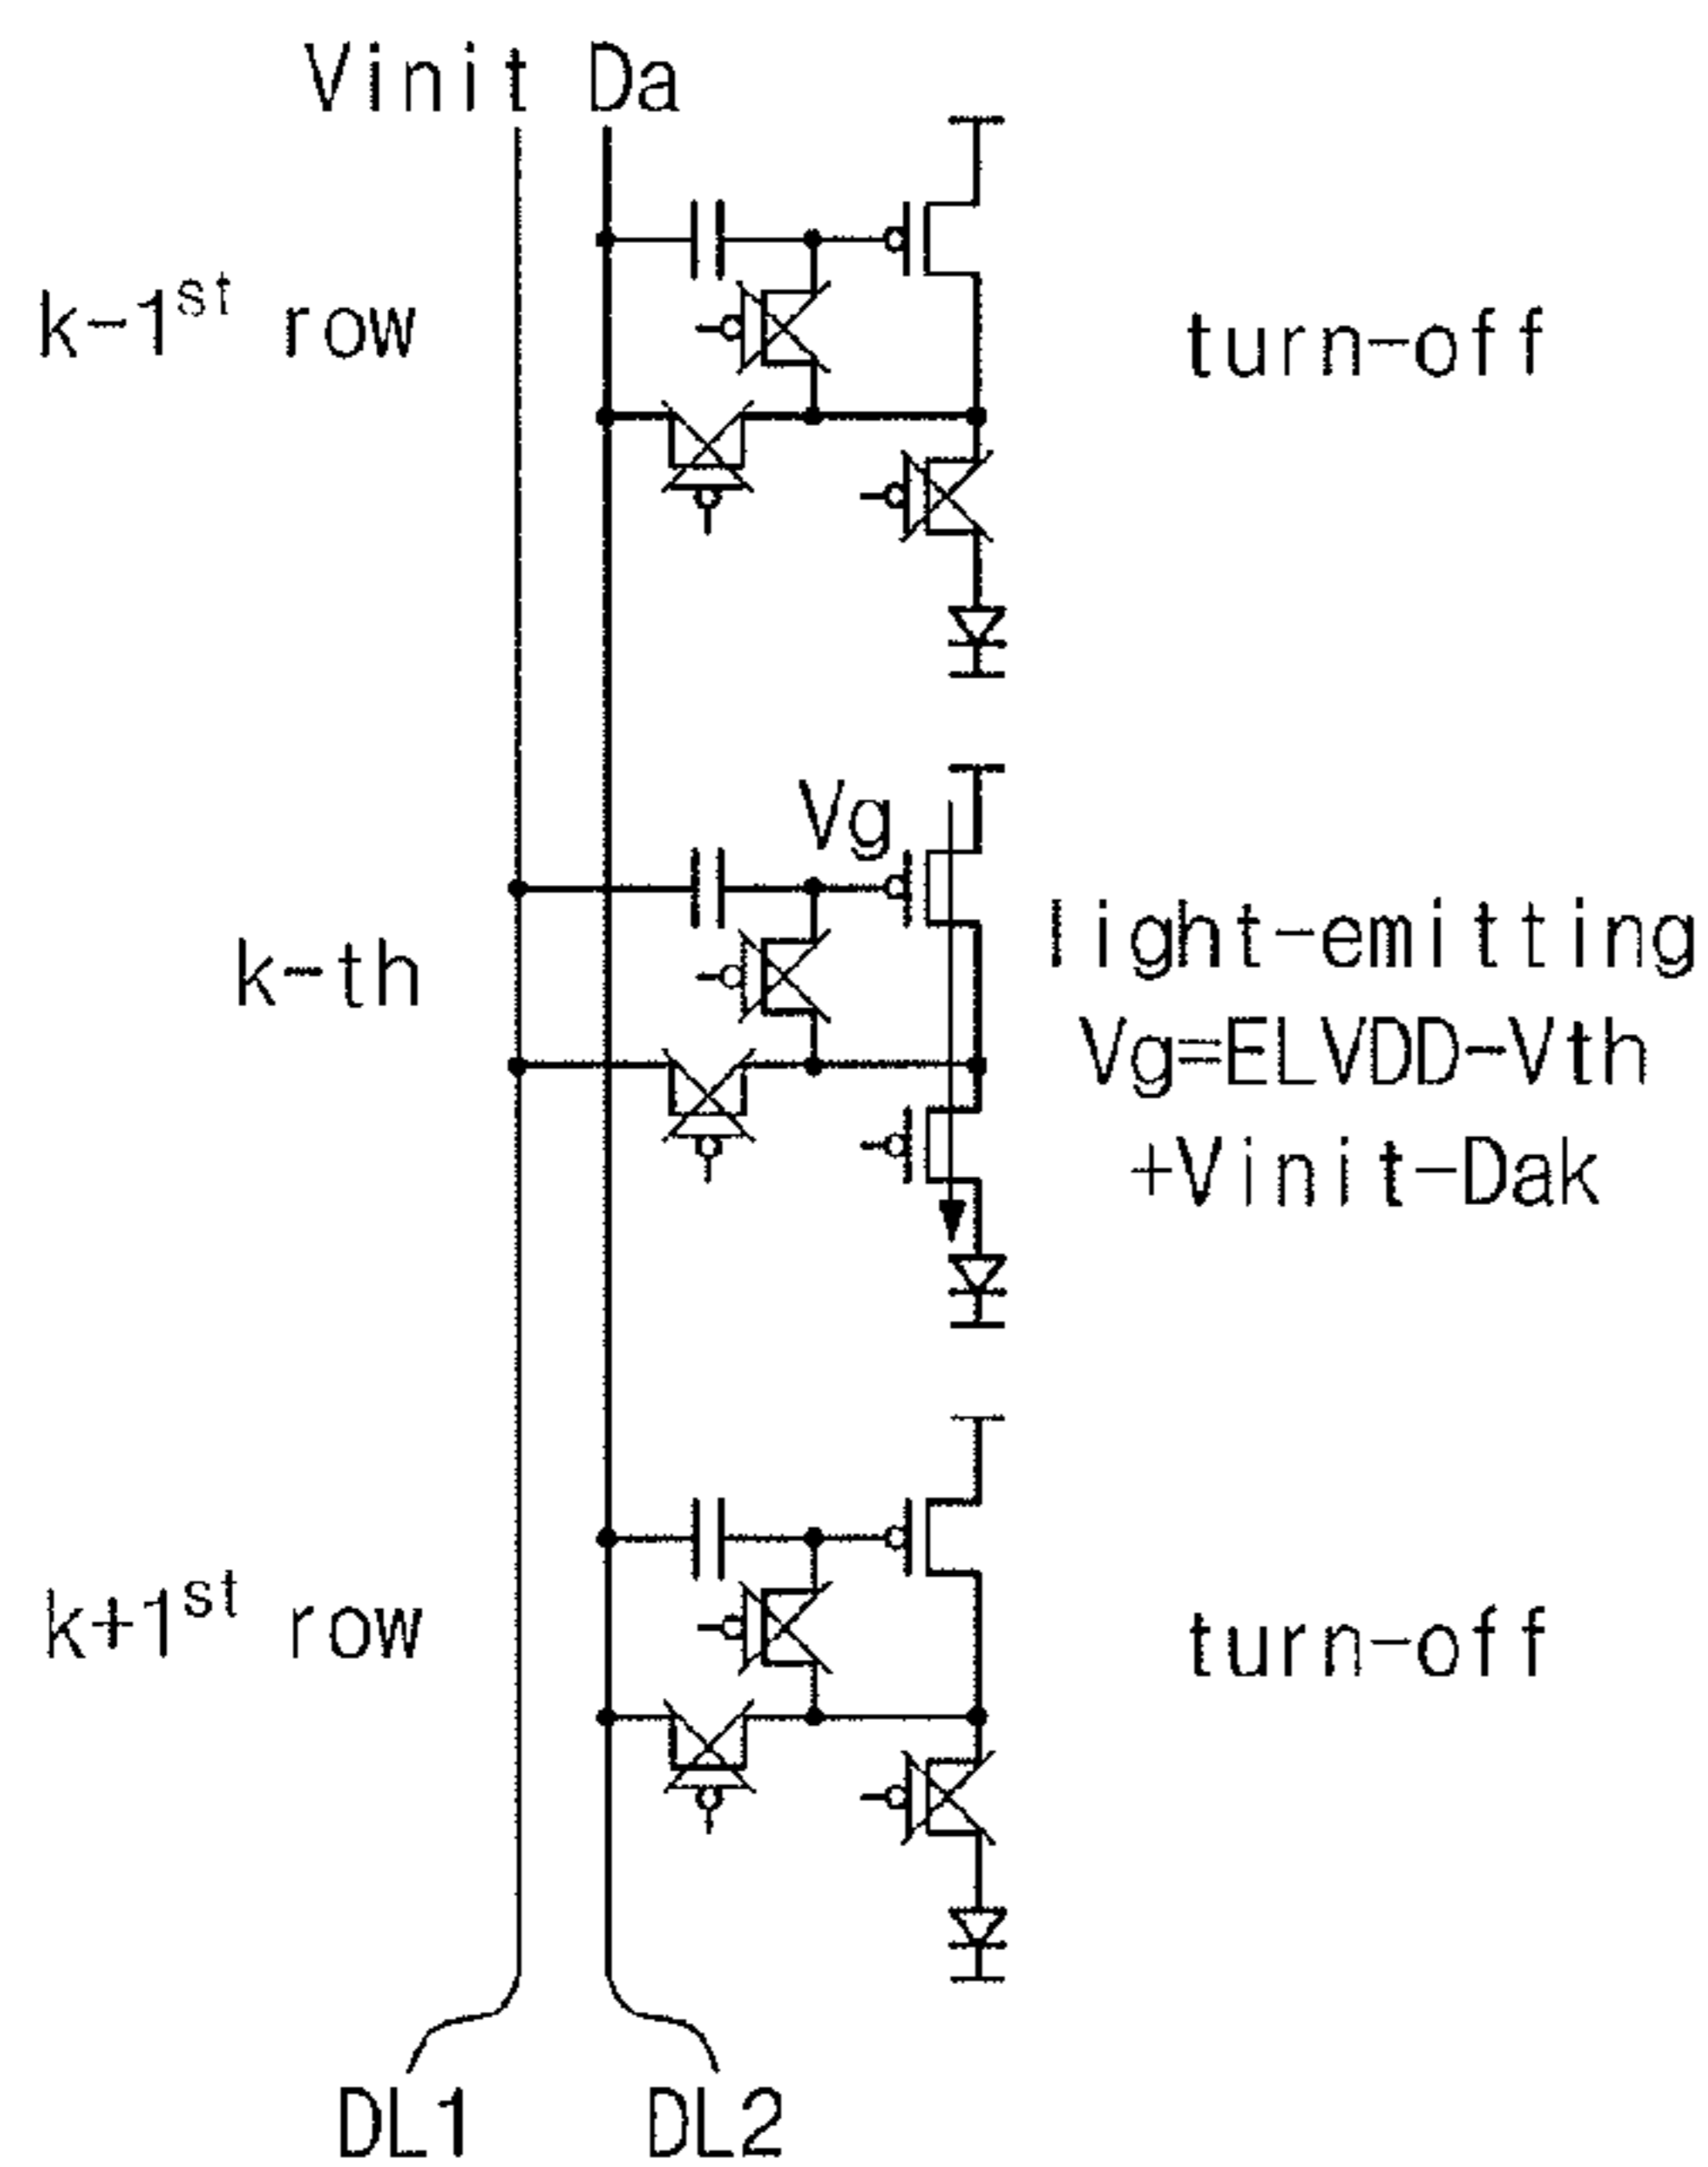 Vinit Da
k-1st row
turn-off
Vg
k-th
light-emitting
Vg=ELVDD-Vth
+Vinit-Dak
k+1st row
turn-off
DL1 DL2